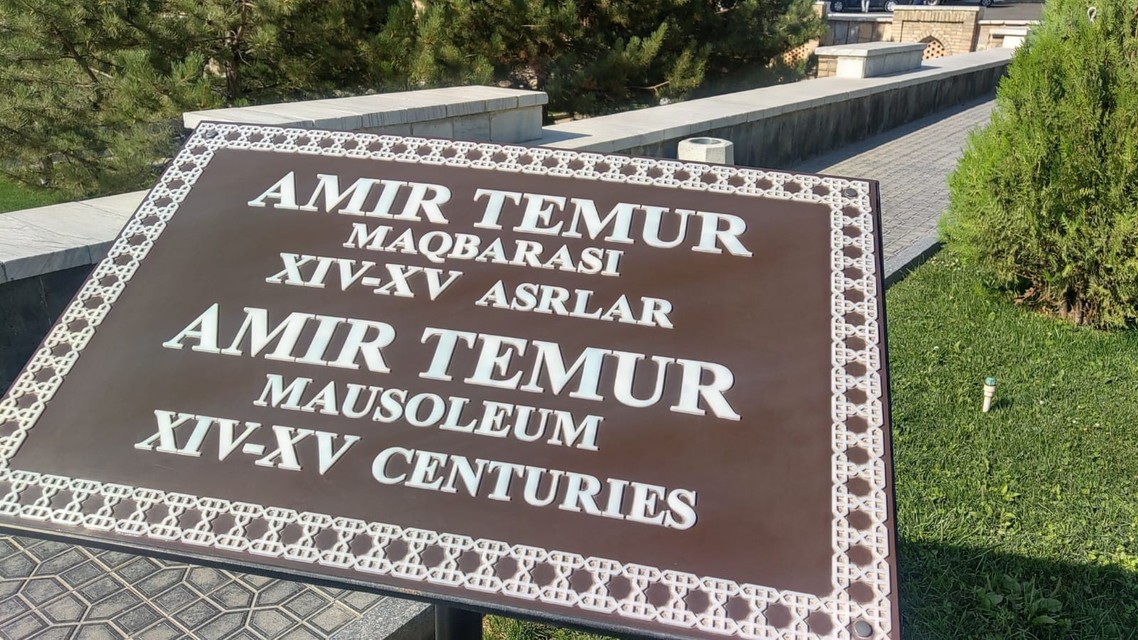 AMIR TEMUR
MAQBARASI
XIV-XV ASRLAR
AMIR TEMUR
MAUSOLEUM
XIV-XV CENTURIES